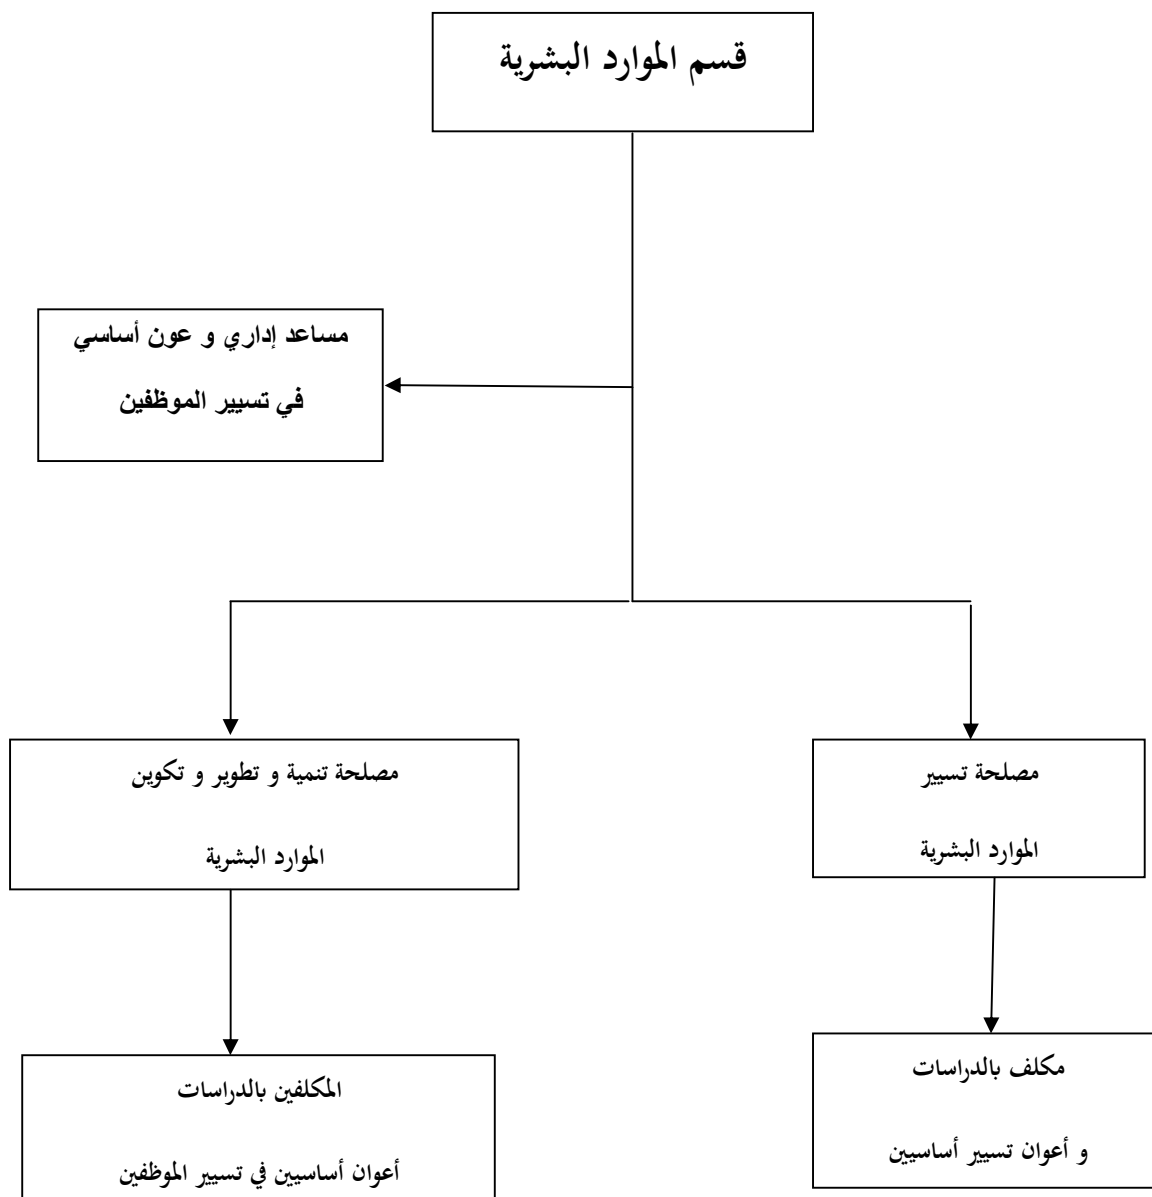 قسم الموارد البشرية
مساعد إداري و عون أساسي
في تسيير الموظفين
مصلحة تسيير
الموارد البشرية
مصلحة تنمية و تطوير و تكوين
الموارد البشرية
مكلف بالدراسات
و أعوان تسيير أساسيين
المكلفين بالدراسات
أعوان أساسيين في تسيير الموظفين